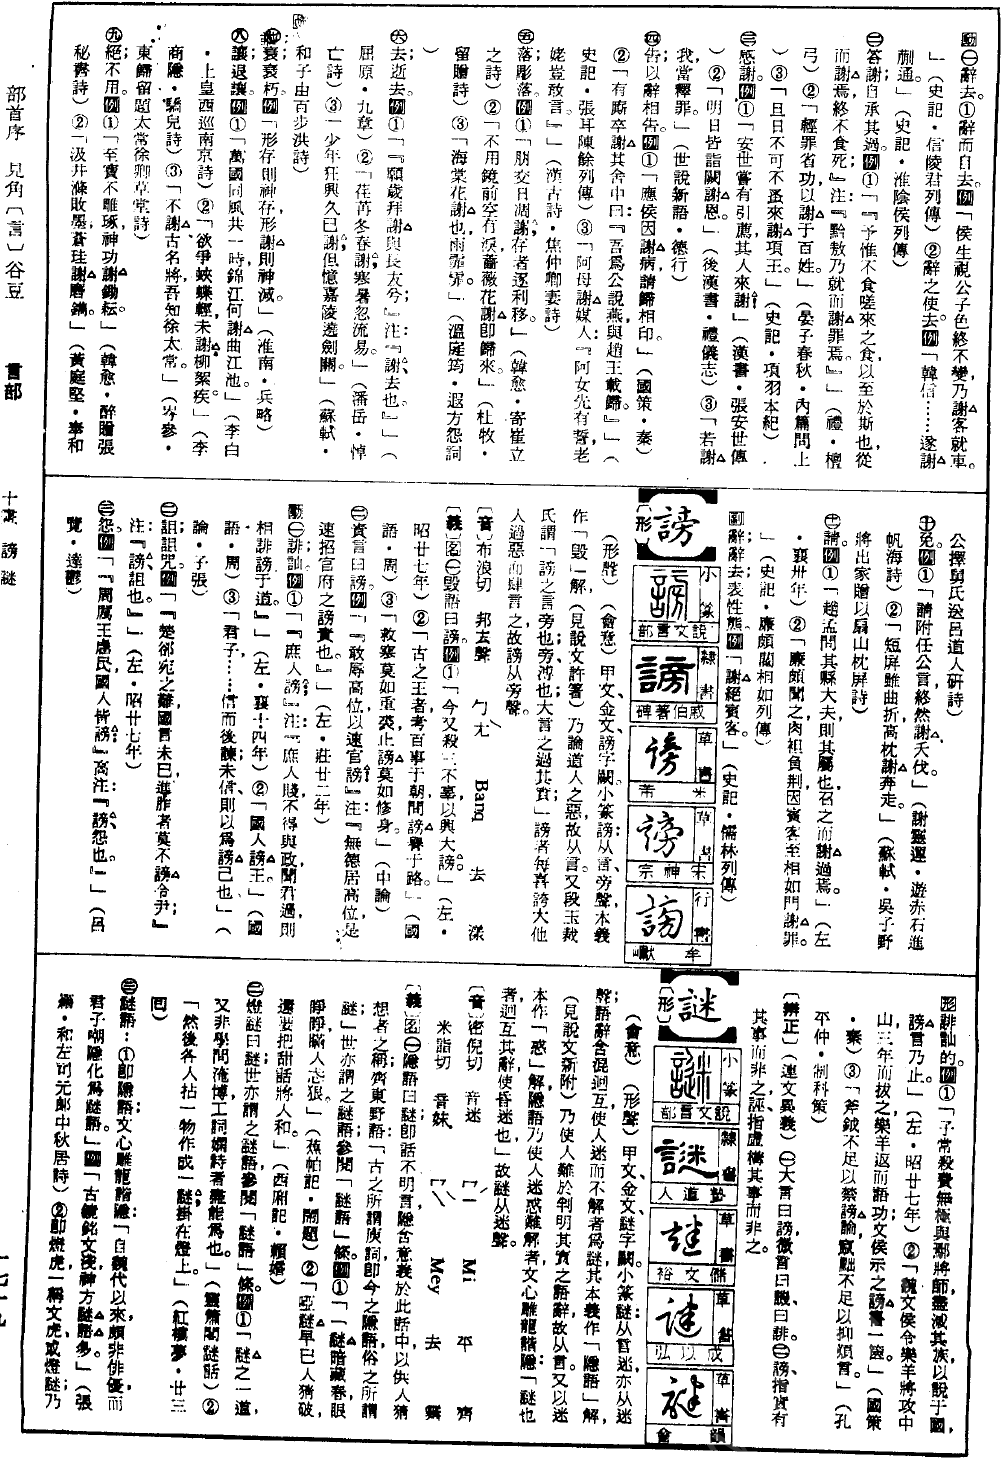 動㊀辭去。①辭而自去。例「侯生視公子色終不變，乃謝客就車。
」（史記・信陵君列傳）②辭之使去。例「韓信……遂謝
蒯通。」（史記・淮陰侯列傳）
㊁答謝；自承其過。例①「『予惟不食嗟來之食，以至於斯也。』從
而謝焉，終不食死。」注：『黔敖乃就而謝罪焉。』」（禮・檀
弓）②「輕罪省功，以謝于百姓。」（晏子春秋・內篇問上
）③「旦日不可不蚤來謝項王。」（史記・項羽本紀）
㊂感謝。例①「安世嘗有引薦，其人來謝。」（漢書・張安世傳
）②「明日皆詣闕謝恩。」（後漢書・禮儀志）③「若謝
我，當釋罪。」（世說新語・德行）
㊃告；以辭相告。例①「應侯因謝病，請歸相印。」（國策・秦）
②「有廝卒謝其舍中曰：『吾為公說燕，與趙王載歸。』」（
史記・張耳陳餘列傳）③「阿母謝媒人：『阿女先有誓，老
姥豈敢言。』」（漢古詩・焦仲卿妻詩）
㊄落；彫落。例①「朋交日凋謝，存者逐利移。」（韓愈・寄崔立
之詩）②「不用鏡前空有淚，薔薇花謝即歸來。」（杜牧・
留贈詩）③「海棠花謝也，雨霏霏。」（溫庭筠・遐方怨詞
）
㊅去；逝去。例①「『願歲并謝，與長友兮。』注：『謝，去也。』」（
屈原・九章）②「荏苒冬春謝，寒暑忽流易。」（潘岳・悼
亡詩）③「少年狂興久已謝，但憶嘉陵遶劍關。」（蘇軾・
和子由百步洪詩）
㊆衰；衰朽。例「形存則神存，形謝則神滅。」（淮南・兵略）
㊇讓；退讓。例①「萬國同風共一時，錦江何謝曲江池。」（李白
・上皇西巡南京詩）②「欲爭蛺蝶輕，未謝柳絮疾。」（李
商隱・驕兒詩）③「不謝古名將，吾知徐太常。」（岑參・
東歸留題太常徐卿草堂詩）
㊈絕；不用。例①「至寶不雕琢，神功謝鋤耘。」（韓愈・醉贈張
秘書詩）②「汲井滌敗墨，蒼珪謝磨鐫。」（黃庭堅・奉和
公擇舅氏送呂道人研詩）
㊉免。例①「請附任公言，終然謝天伐。」（謝靈運・遊赤石進
帆海詩）②「短屏雖曲折，高枕謝奔走。」（蘇軾・吳子野
將出家贈以扇山枕屏詩）
請。例①「趙孟問其縣大夫，則其屬也，召之而謝過焉。」（左
・襄卅年）②「廉頗聞之，肉袒負荊，因賓客至相如門謝罪。
」（史記・廉頗藺相如列傳）
副辭；辭去，表性態。例「謝絕賓客。」（史記・儒林列傳）
謗
〔形〕
小篆 說文言部
隸書 戚伯著碑
草書 米芾
草書 宋神宗
行書 牟巘
（形聲）（會意）甲文、金文謗字闕。小篆謗：从言，旁聲，本義
作「毀」解（見說文許箸），乃論道人之惡，故从言。又段玉裁
氏謂「謗之言旁也；旁，溥也；大言之過其實」謗者每喜誇大他
人過惡而肆言之，故謗从旁聲。
〔音〕布浪切　邦去聲　ㄅㄤˋ　Bang　去　漾
〔義〕名㊀毀語曰謗。例①「今又殺三不辜以興大謗。」（左・
昭廿七年）②「古之王者，考百事于朝，問謗譽于路。」（國
語・周）③「救寒莫如重裘，止謗莫如修身。」（中論）
㊁責言曰謗。例「『敢辱高位，以速官謗。』注：『無德居高位，是
速招官府之謗責也。』」（左・莊廿二年）
動㊀誹；訕。例①「『庶人謗。』注：『庶人賤，不得與政，聞君過則
相誹謗于道。』」（左・襄十四年）②「國人謗王。」（國
語・周）③「君子……信而後諫；未信，則以為謗己也。」（
論・子張）
㊁詛；詛咒。例「『楚郤宛之難，國言未已，進胙者莫不謗令尹。』
注：『謗，詛也。』」（左・昭廿七年）
㊂怨。例「『周厲王虐民，國人皆謗。』高注：『謗，怨也。』」（呂
覽・達鬱）
形誹訕的。例①「子常殺費無極與鄢將師，盡滅其族，以說于國，
謗言乃止。」（左・昭廿七年）②「魏文侯令樂羊將攻中
山，三年而拔之，樂羊返而語功，文侯示之謗書一篋。」（國策
・秦）③「斧鉞不足以禁謗論，竄黜不足以抑煩言。」（孔
平仲・制科策）
〔辨正〕（連文異義）㊀大言曰謗，微言曰譏、曰誹。㊁謗：指實有
其事而非之；誣：指虛構其事而非之。
謎
〔形〕
小篆 說文言部
隸書 勢道人
草書 儲文裕
草書 成以弘
草書 韻會
（會意）（形聲）甲文、金文謎字闕。小篆謎：从言，迷，亦从迷
聲，語辭含混迴互使人迷而不解者為謎，其本義作「隱語」解，
（見說文新附），乃使人難於判明其實之語辭，故从言。又以迷
本作「惑」解，隱語乃使人迷惑難解者，文心雕龍諧隱：「謎也
者，迴互其辭使昏迷也」故謎从迷聲。
〔音〕密倪切　音迷　ㄇㄧˊ　Mi　平　齊
米詣切　音妹　ㄇㄟˋ　Mey　去　霽
〔義〕名㊀隱語曰謎，即話不明言，隱含意義於此話中，以供人猜
想者之稱。齊東野語：「古之所謂廋詞，即今之隱語，俗之所謂
謎」，世亦謂之謎語，參閱「謎語」條。例①「謎暗藏春，眼
睜睜腦人忒狠。」（蕉帕記・鬧題）②「啞謎早已人猜破，
還要把甜話將人和。」（西廂記・賴婚）
㊁燈謎曰謎，世亦謂之謎語，參閱「謎語」條。例①「謎之一道，
又非學問淹博，工詞嫻詩者，難能為也。」（靈簫閣謎話）②
「然後各人拈一物作成一謎，掛在燈上。」（紅樓夢・廿三
回）
㊂謎語：①即隱語。文心雕龍諧隱：「自魏代以來，頗非俳優，而
君子嘲隱，化為謎語。」例「古鏡銘文淺，神方謎語多。」（張
籍・和左司元郎中秋居詩）②即燈虎，一稱文虎或燈謎；乃
部首序　見角〔言〕谷豆　言部　十畫　謗謎
一七一九